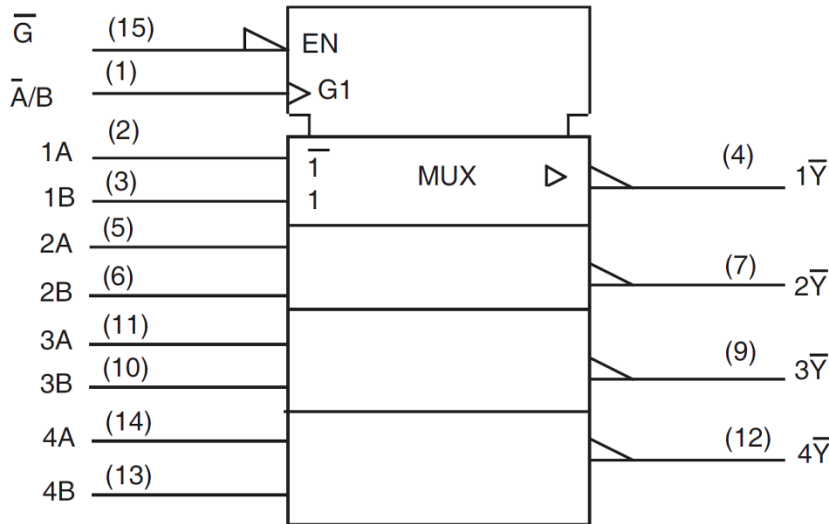 G̅ (15) EN
A̅/B (1) G1
1A (2) 1̅ MUX (4) 1Y̅
1B (3) 1
2A (5)
2B (6) (7) 2Y̅
3A (11)
3B (10) (9) 3Y̅
4A (14) (12) 4Y̅
4B (13)